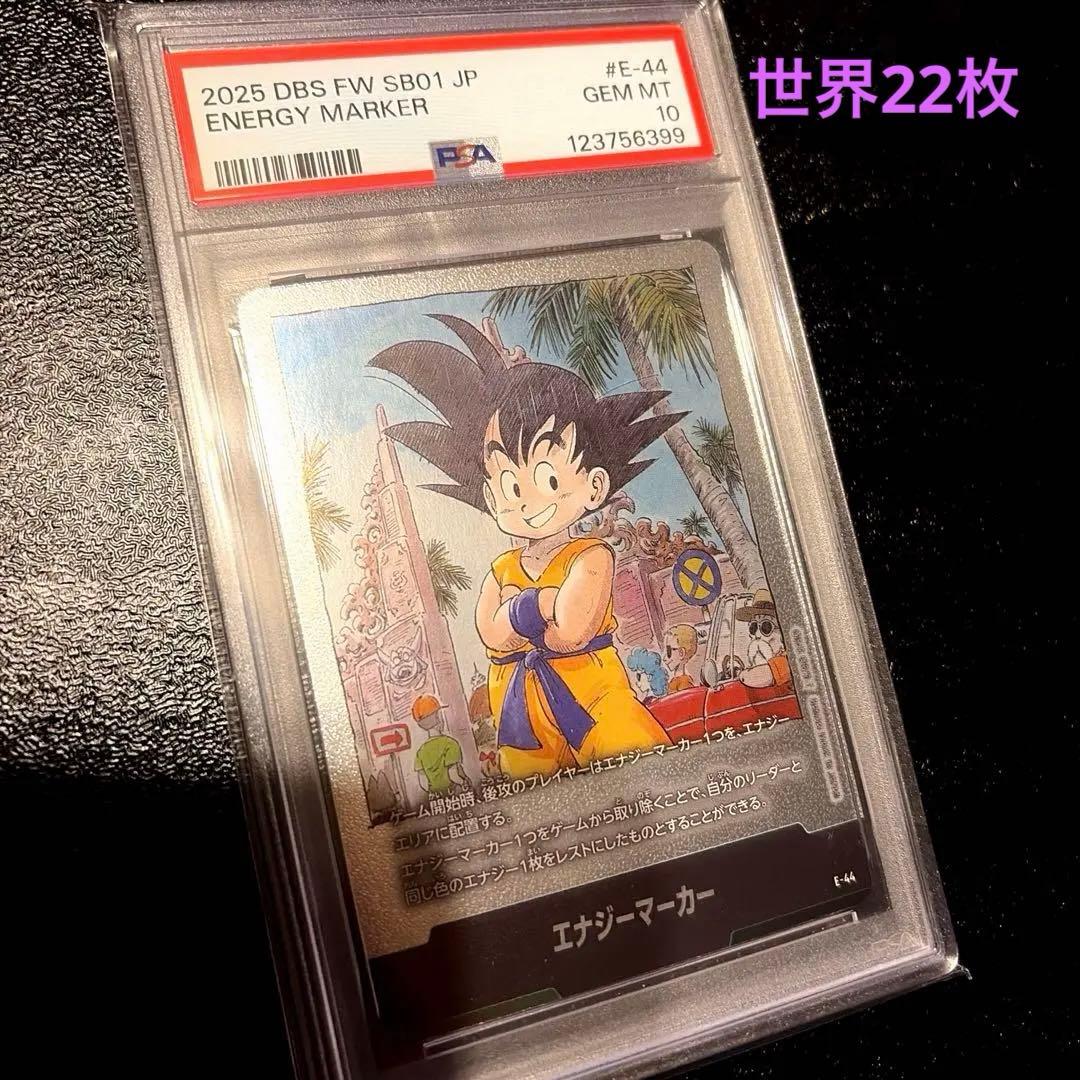 世界22枚
2025 DBS FW SB01 JP
ENERGY MARKER
#E-44
GEM MT
10
123756399
PSA
ゲーム開始時、後攻のプレイヤーはエナジーマーカー1つを、エナジー
エリアに配置する。
エナジーマーカー1つをゲームから取り除くことで、自分のリーダーと
同じ色のエナジー1枚をレストにしたものとすることができる。
E-44
エナジーマーカー